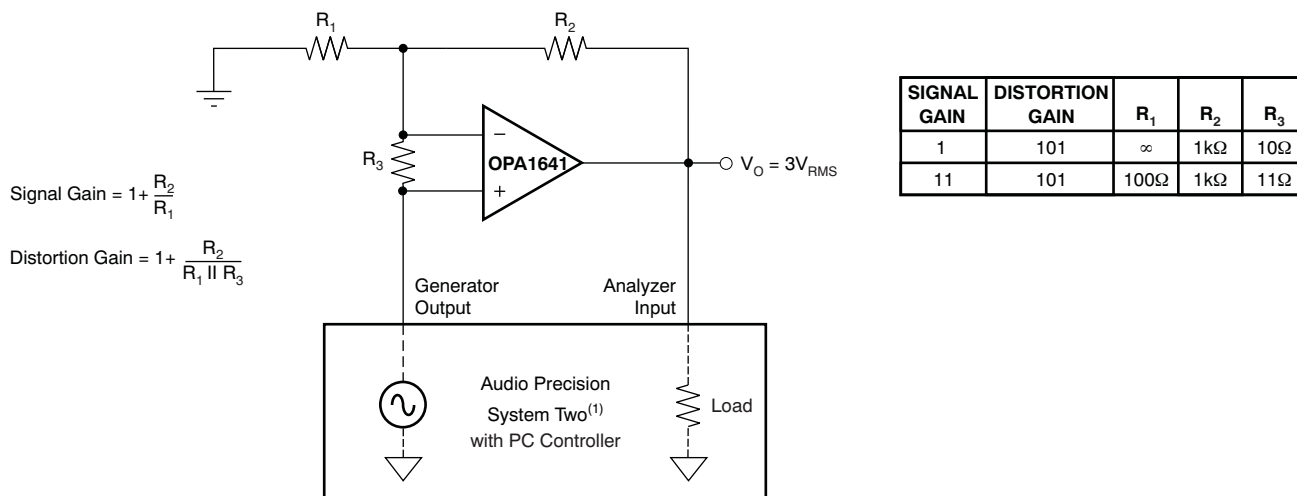 R1
R2
R3
−
OPA1641
+
VO = 3VRMS
Signal Gain = 1+ R2
R1
Distortion Gain = 1+ R2
R1 II R3
Generator
Output
Analyzer
Input
Audio Precision
System Two(1)
with PC Controller
Load
SIGNAL GAIN DISTORTION GAIN R1 R2 R3
1 101 ∞ 1kΩ 10Ω
11 101 100Ω 1kΩ 11Ω